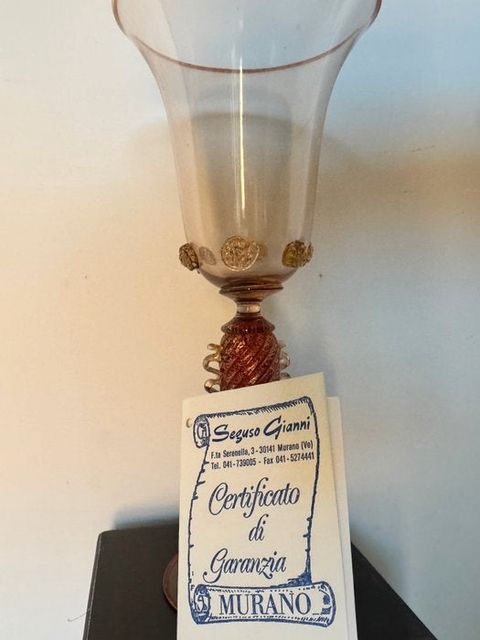 Seguso Gianni
F.ta Serenella, 3 - 30141 Murano (Ve)
Tel. 041-739005 - Fax 041-5274441
Certificato
di
Garanzia
MURANO